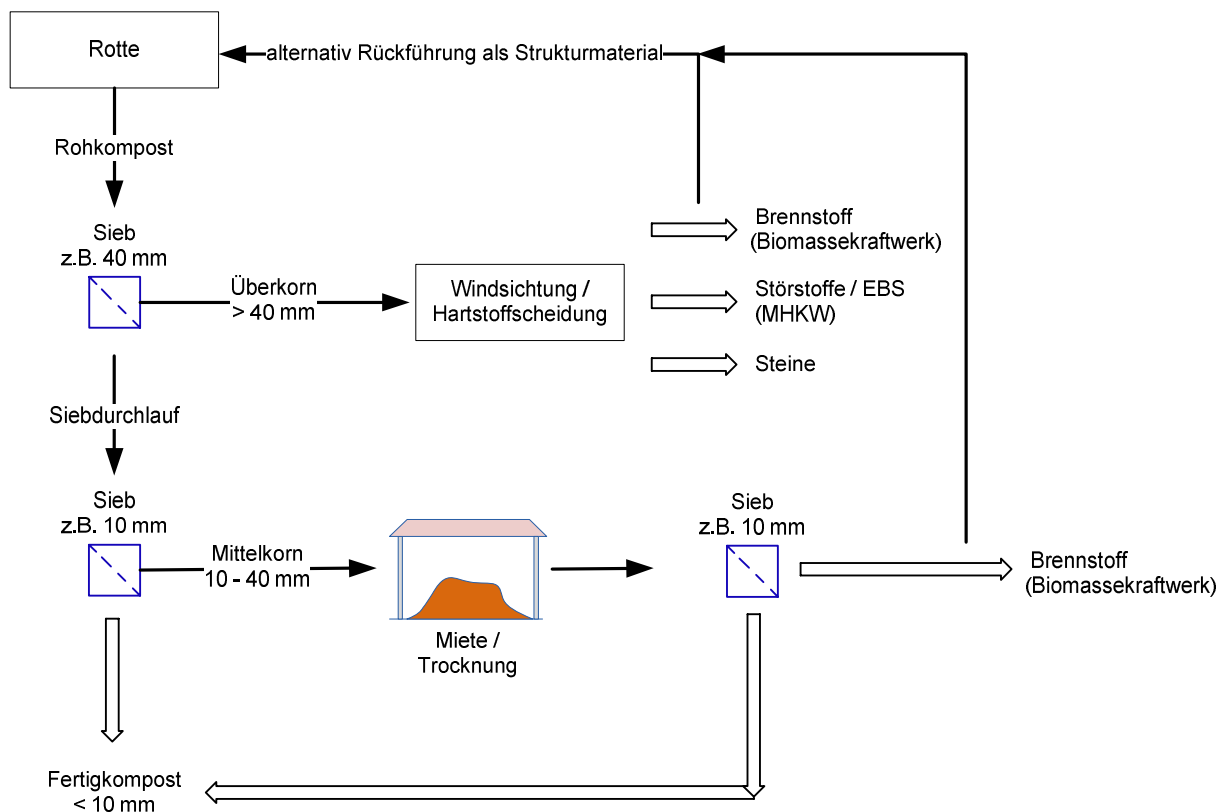 Rotte
alternativ Rückführung als Strukturmaterial
Rohkompost
Sieb
z.B. 40 mm
Überkorn
> 40 mm
Windsichtung /
Hartstoffscheidung
Brennstoff
(Biomassekraftwerk)
Störstoffe / EBS
(MHKW)
Steine
Siebdurchlauf
Sieb
z.B. 10 mm
Mittelkorn
10 - 40 mm
Miete /
Trocknung
Sieb
z.B. 10 mm
Brennstoff
(Biomassekraftwerk)
Fertigkompost
< 10 mm